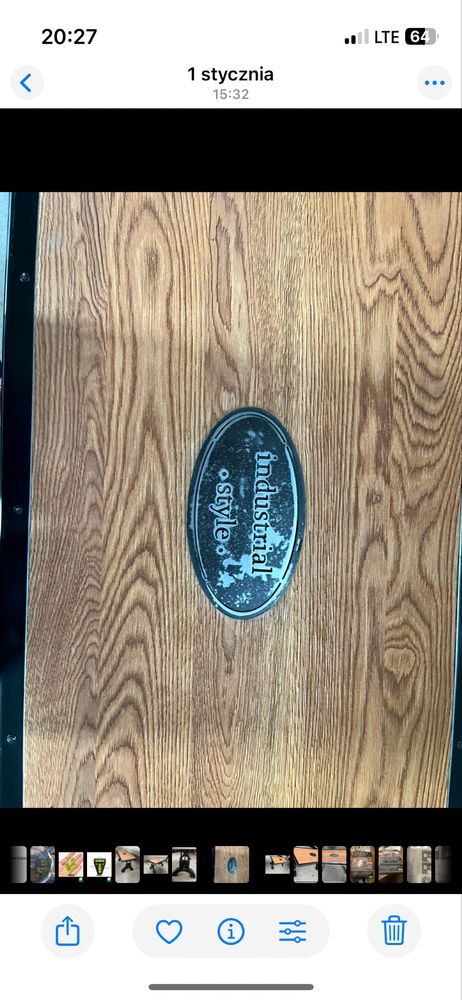 20:27
LTE 64
1 stycznia
15:32
industrial
style